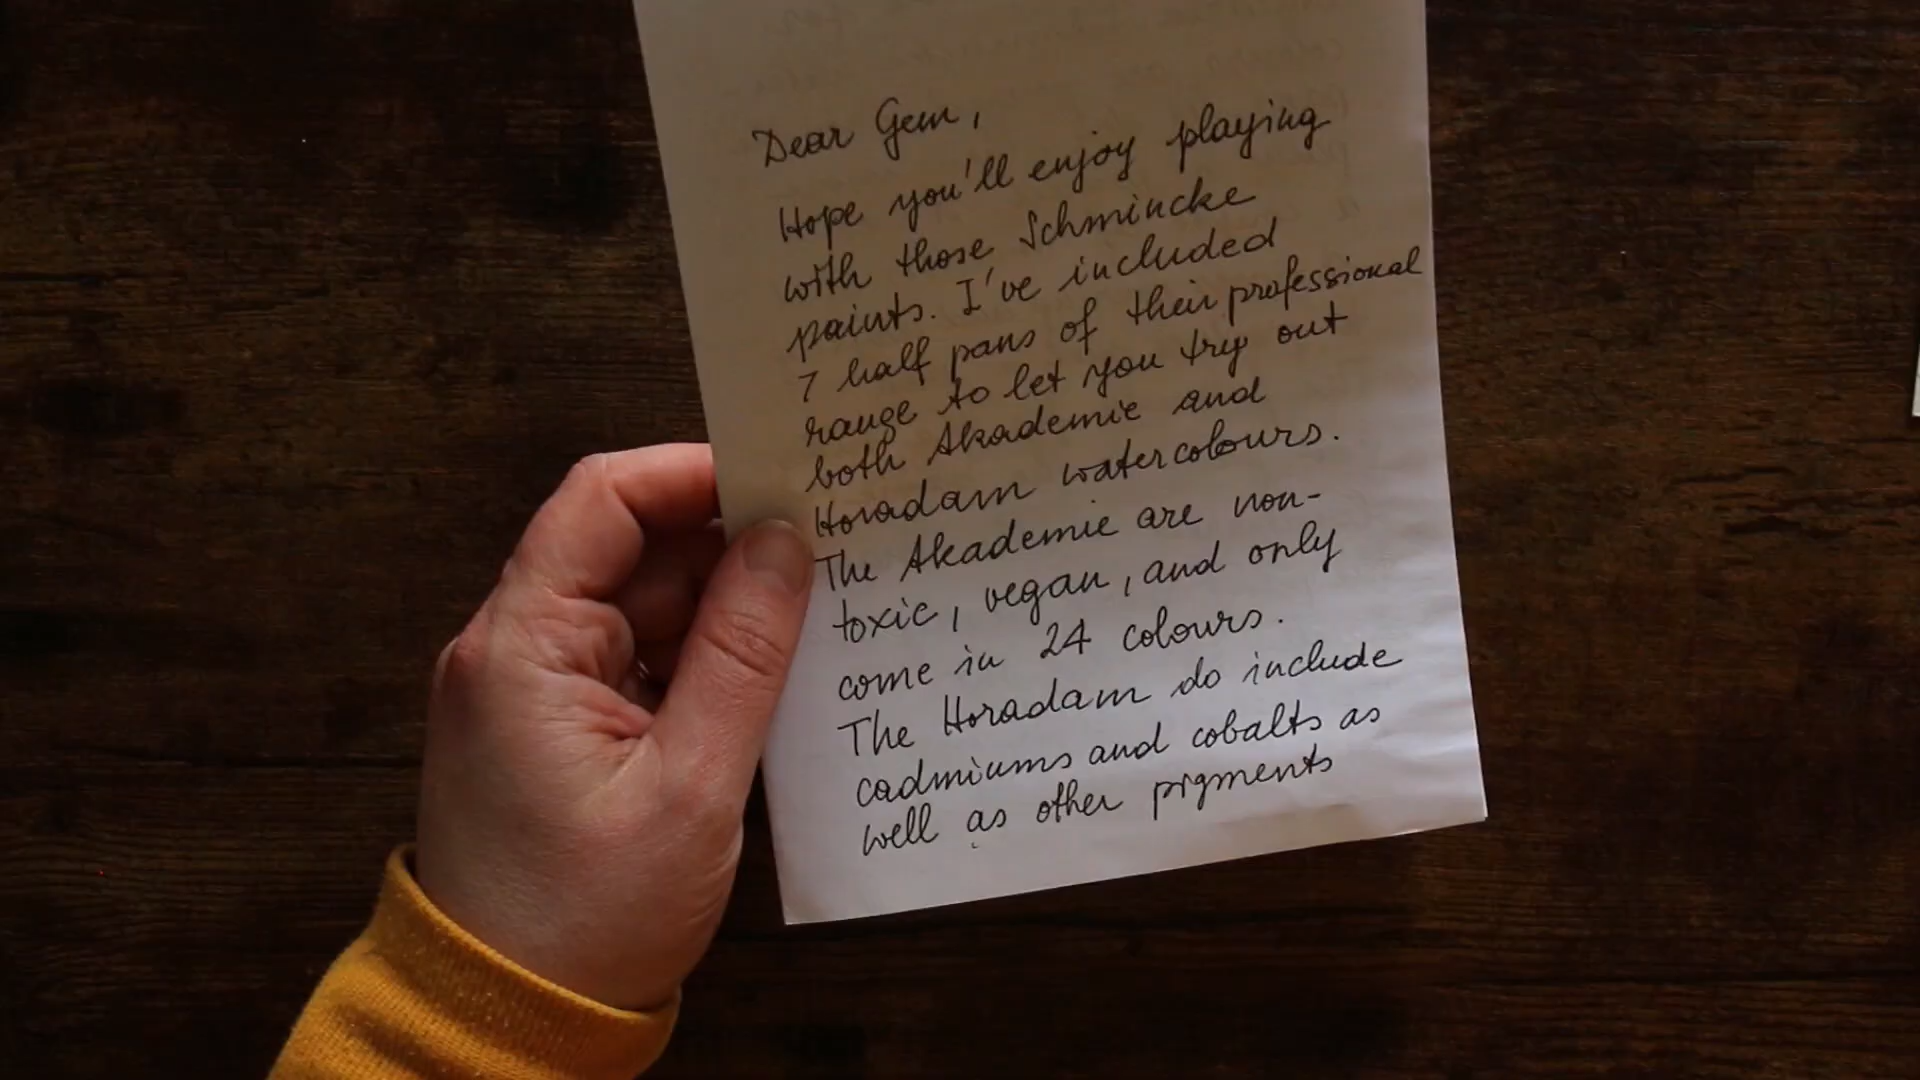 Dear Gem,
Hope you'll enjoy playing
with those Schmincke
paints. I've included
7 half pans of their professional
range to let you try out
both Akademie and
Horadam watercolours.
The Akademie are non-
toxic, vegan, and only
come in 24 colours.
The Horadam do include
cadmiums and cobalts as
well as other pigments